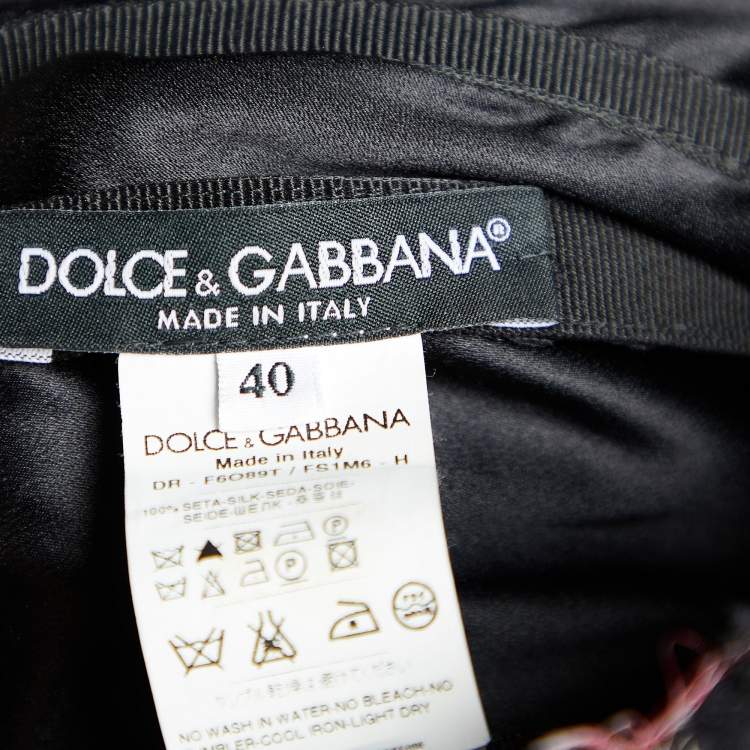 DOLCE & GABBANA®
MADE IN ITALY
40
DOLCE & GABBANA
Made in Italy
DR - F6O89T / FS1M6 - H
100% SETA-SILK-SEDA-SOIE-
SEIDE-ШЕЛК -
NO WASH IN WATER-NO BLEACH-NO
TUMBLER-COOL IRON-LIGHT DRY